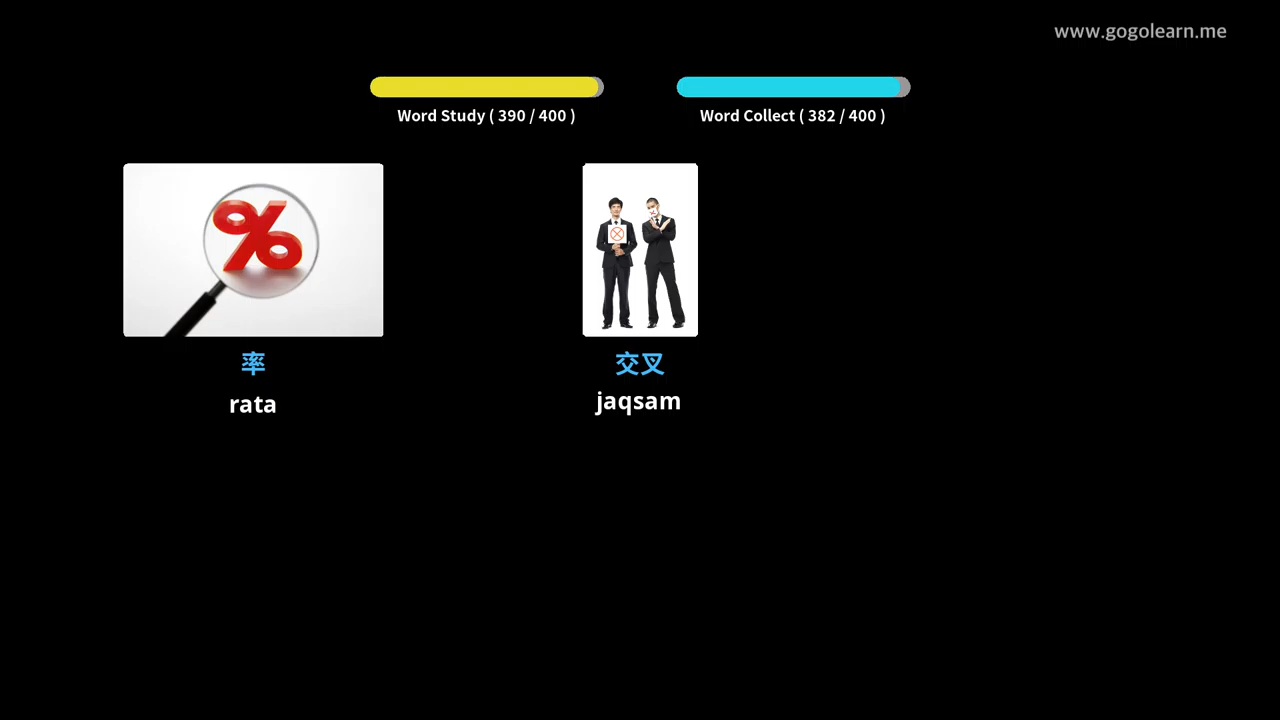 www.gogolearn.me
Word Study ( 390 / 400 )
Word Collect ( 382 / 400 )
%
率
rata
交叉
jaqsam